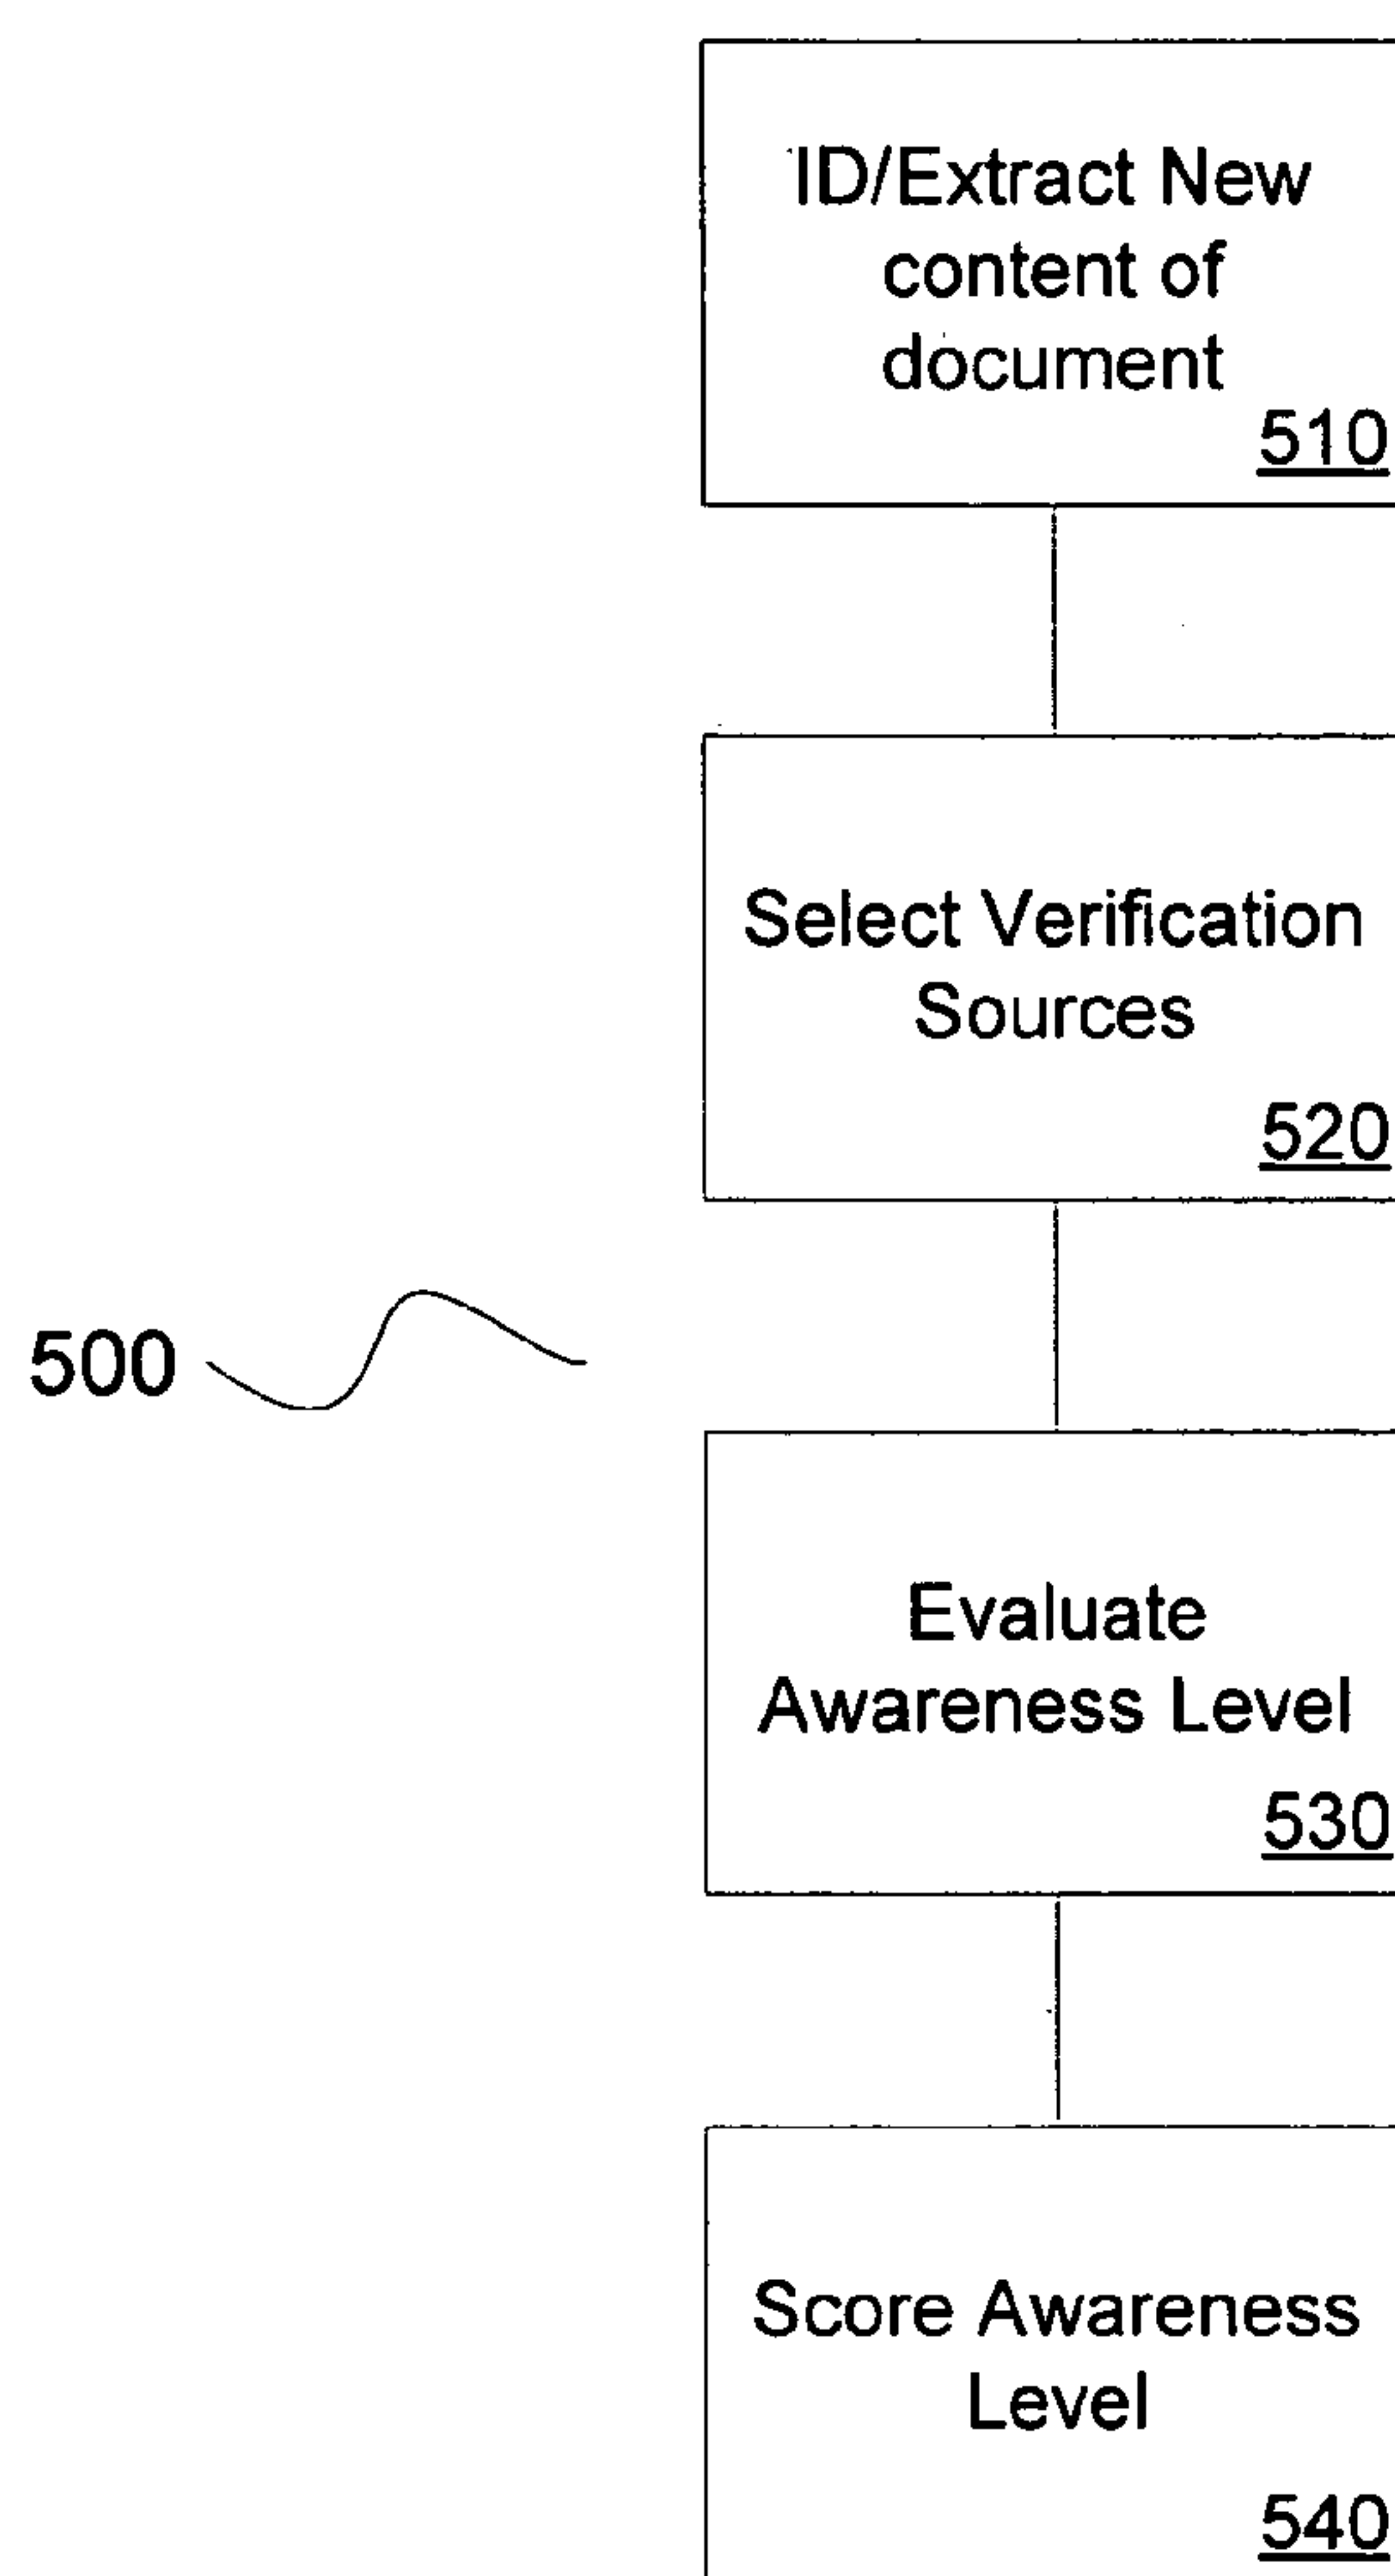 ID/Extract New
content of
document
510
Select Verification
Sources
520
500
Evaluate
Awareness Level
530
Score Awareness
Level
540